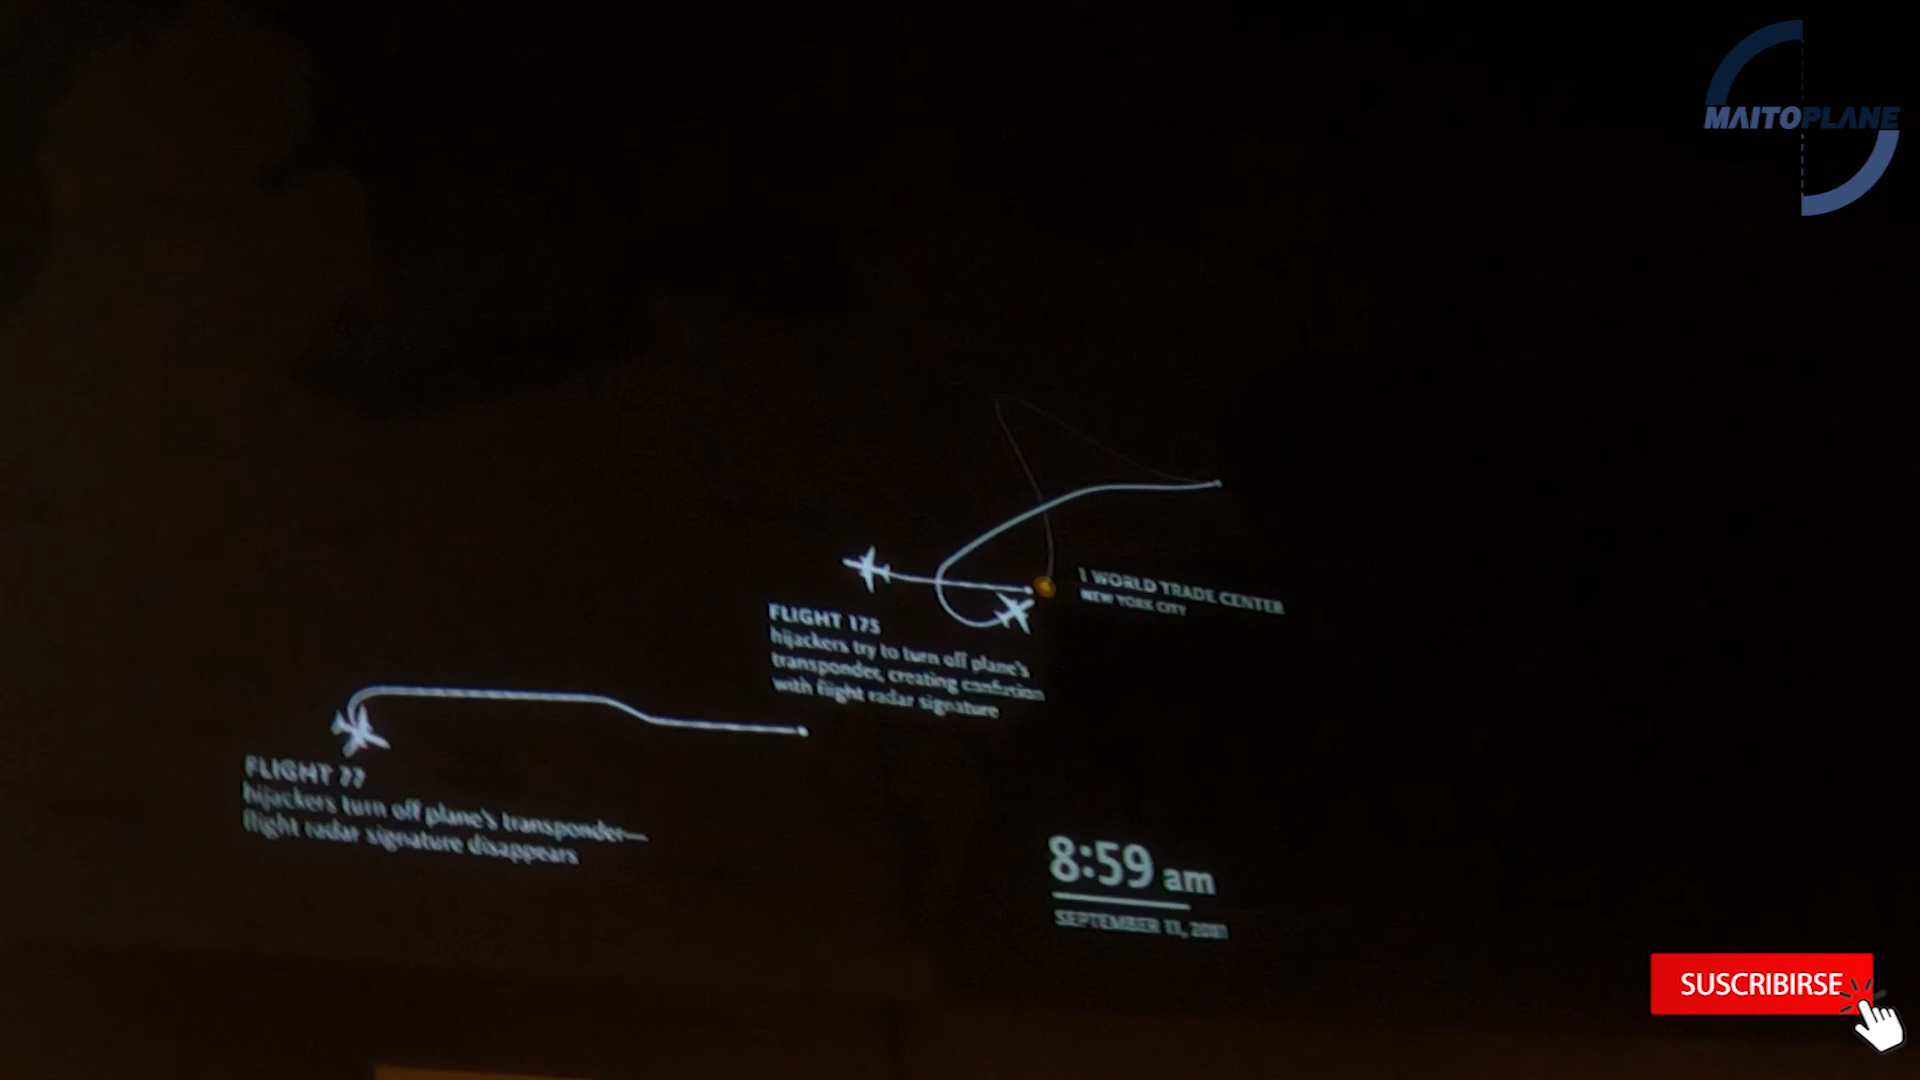 MAITOPLANE
1 WORLD TRADE CENTER
NEW YORK CITY
FLIGHT 175
hijackers try to turn off plane's
transponder, creating confusion
with flight radar signature
FLIGHT 77
hijackers turn off plane's transponder—
flight radar signature disappears
8:59 am
SEPTEMBER 11, 2001
SUSCRIBIRSE